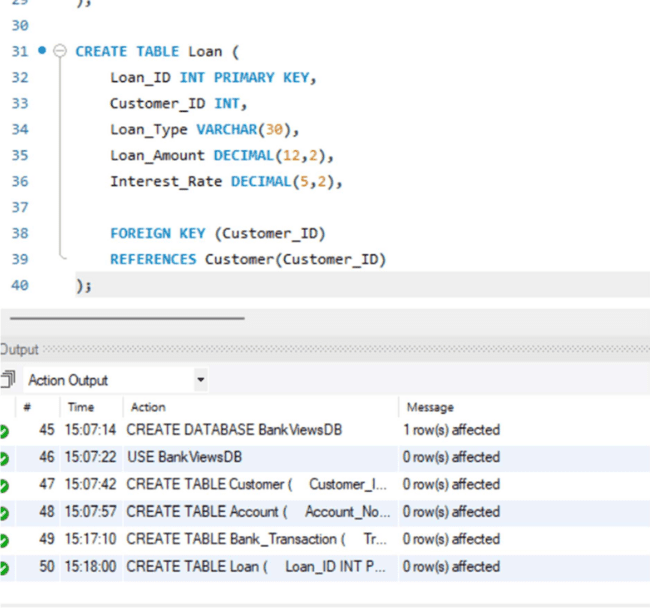 29 );
30
31 CREATE TABLE Loan (
32 Loan_ID INT PRIMARY KEY,
33 Customer_ID INT,
34 Loan_Type VARCHAR(30),
35 Loan_Amount DECIMAL(12,2),
36 Interest_Rate DECIMAL(5,2),
37
38 FOREIGN KEY (Customer_ID)
39 REFERENCES Customer(Customer_ID)
40 );
Output
Action Output
# Time Action Message
45 15:07:14 CREATE DATABASE BankViewsDB 1 row(s) affected
46 15:07:22 USE BankViewsDB 0 row(s) affected
47 15:07:42 CREATE TABLE Customer ( Customer_I... 0 row(s) affected
48 15:07:57 CREATE TABLE Account ( Account_No... 0 row(s) affected
49 15:17:10 CREATE TABLE Bank_Transaction ( Tr... 0 row(s) affected
50 15:18:00 CREATE TABLE Loan ( Loan_ID INT P... 0 row(s) affected